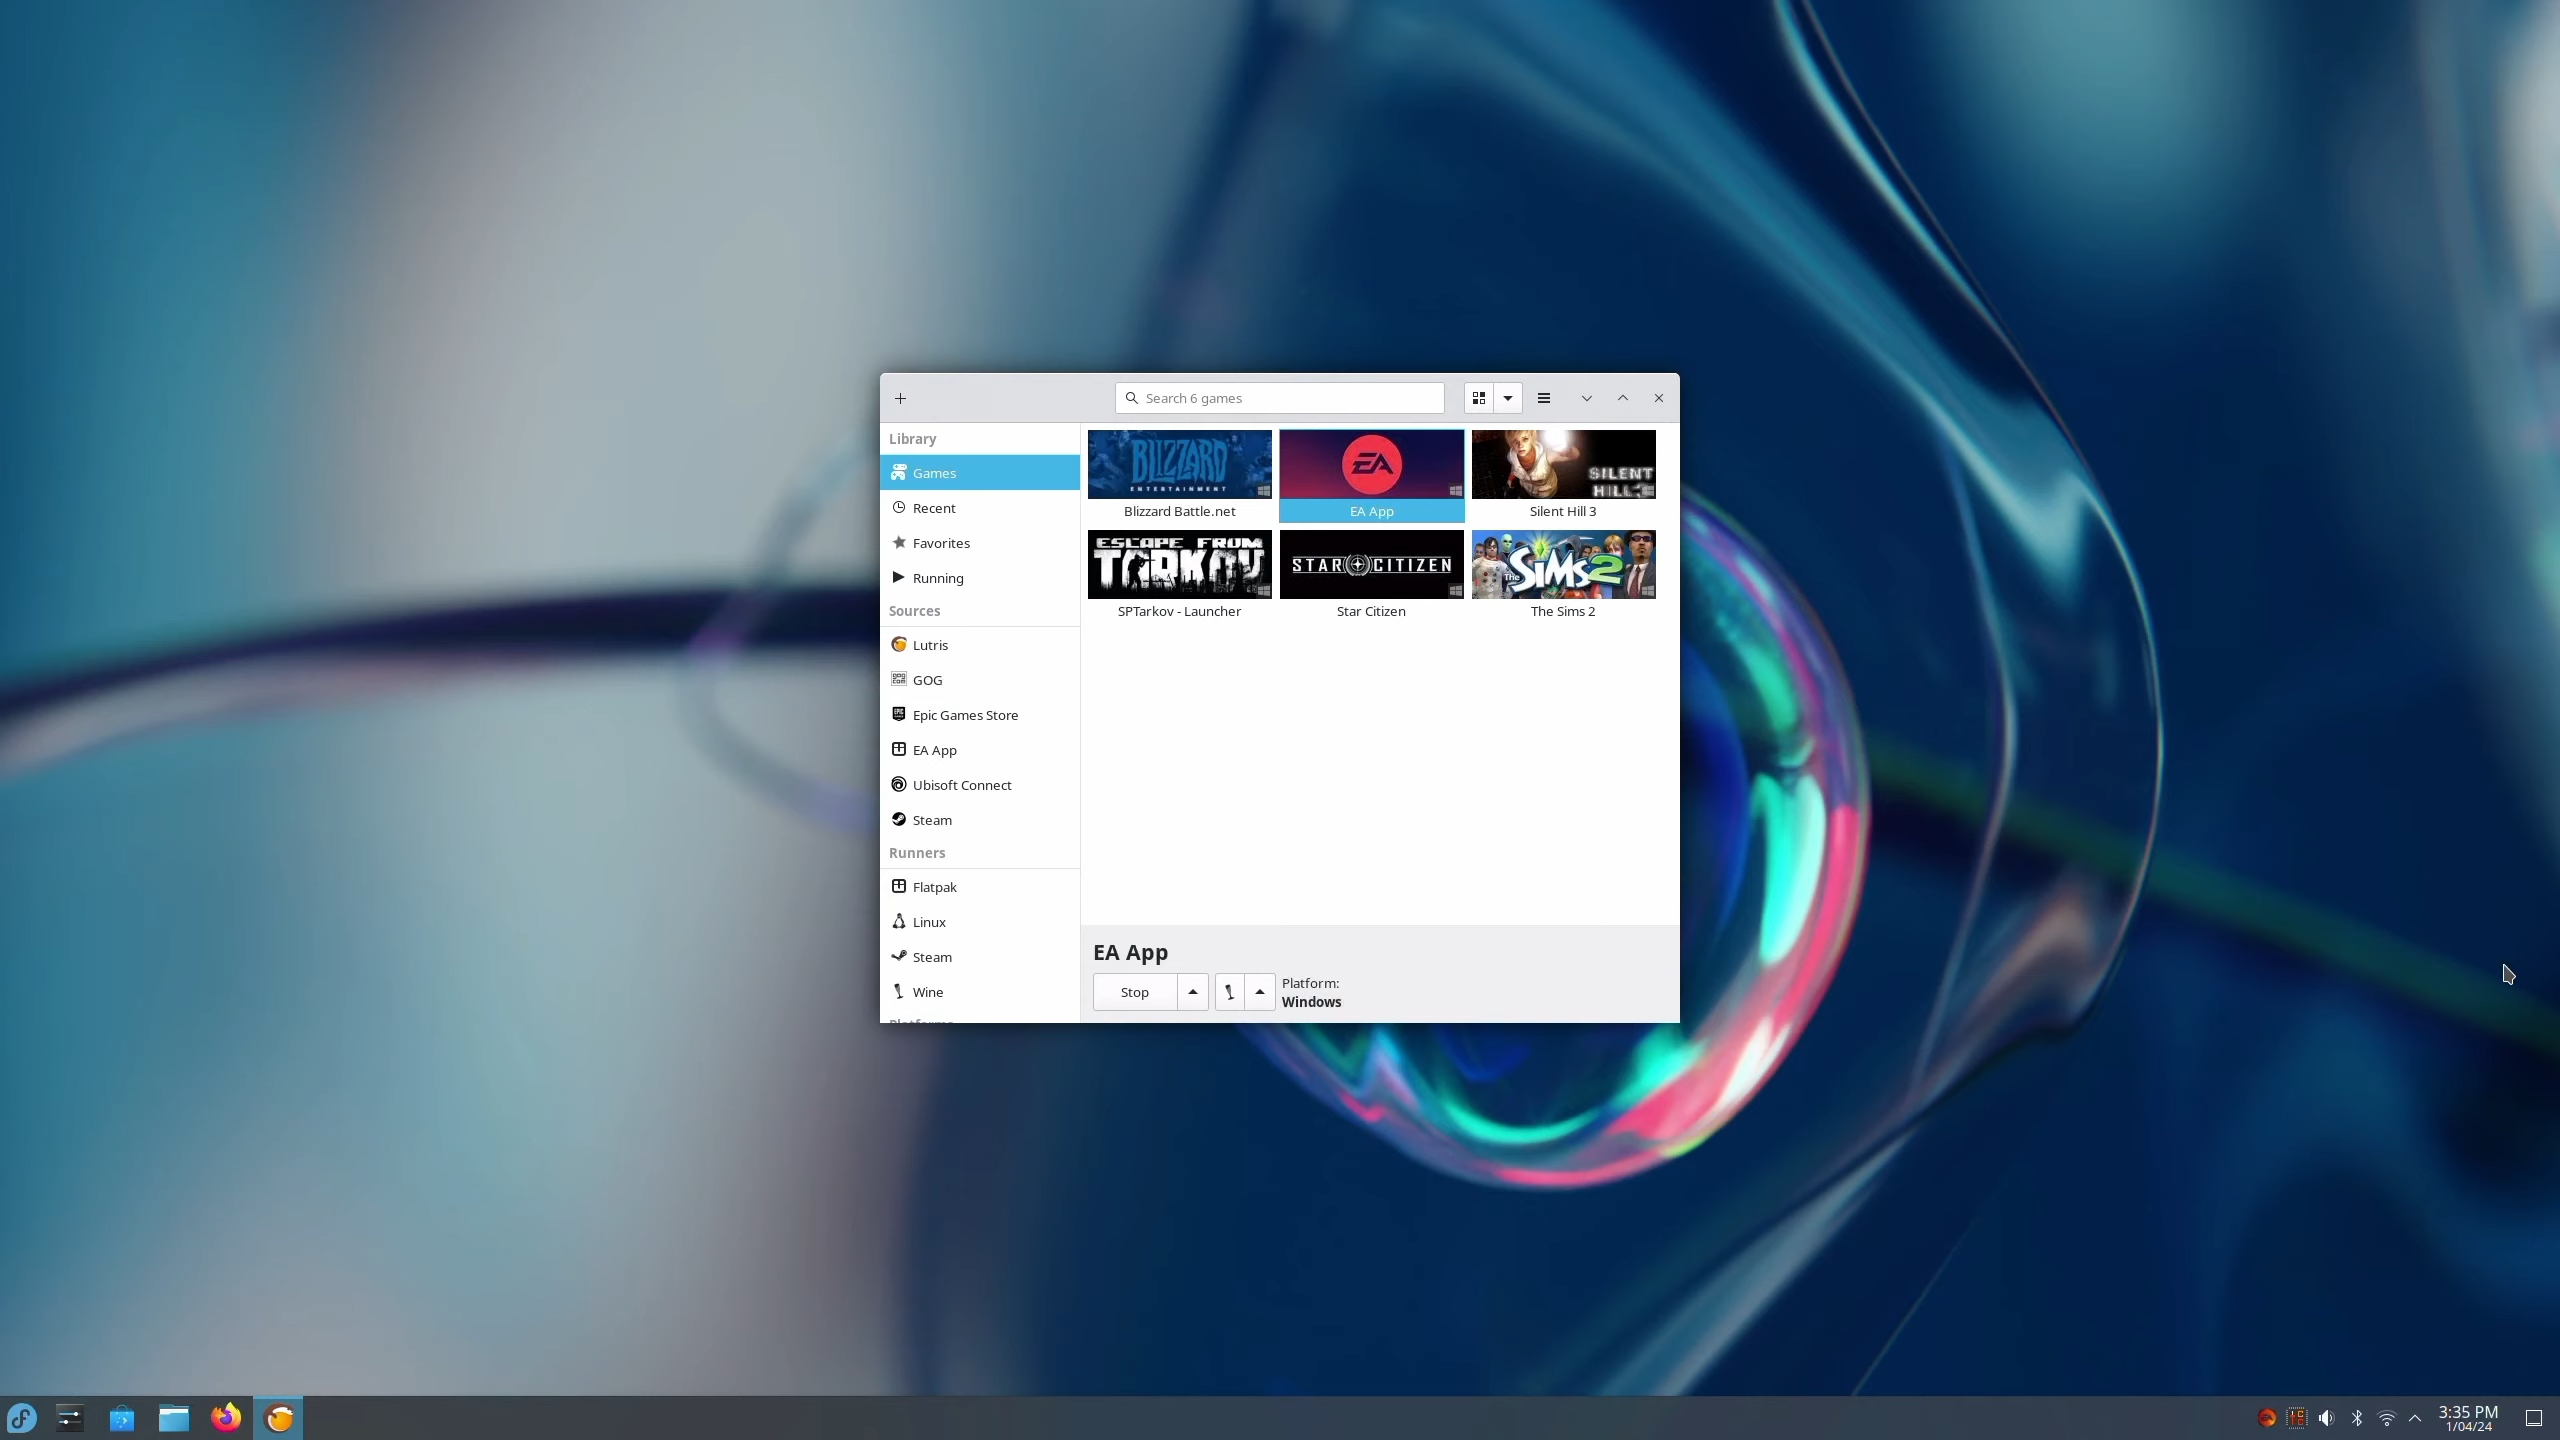 Search 6 games
Library
Games
Recent
Favorites
Running
Sources
Lutris
GOG
Epic Games Store
EA App
Ubisoft Connect
Steam
Runners
Flatpak
Linux
Steam
Wine
BLIZZARD
ENTERTAINMENT
Blizzard Battle.net
EA
EA App
SILENT
HILL 3
Silent Hill 3
ESCAPE FROM
TARKOV
SPTarkov - Launcher
STAR CITIZEN
Star Citizen
The SiMS 2
The Sims 2
EA App
Stop
Platform:
Windows
3:35 PM
1/04/24